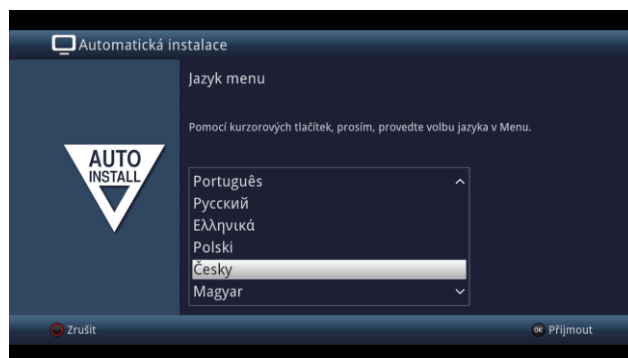 Automatická instalace
Jazyk menu
Pomocí kurzorových tlačítek, prosím, provedte volbu jazyka v Menu.
AUTO
INSTALL
Português
Русский
Ελληνικά
Polski
Česky
Magyar
Zrušit
OK Přijmout